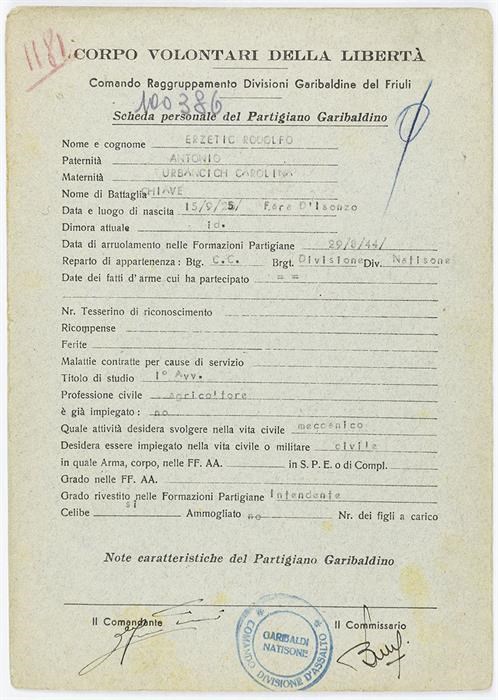 1181.
CORPO VOLONTARI DELLA LIBERTÀ
Comando Raggruppamento Divisioni Garibaldine del Friuli
100386
Scheda personale del Partigiano Garibaldino
Nome e cognome ERZETIC RODOLFO
Paternità ANTONIO
Maternità URBANCICH CAROLINA
Nome di Battaglia CHIAVE
Data e luogo di nascita 15/9/25/ Fara D'Isonzo
Dimora attuale id.
Data di arruolamento nelle Formazioni Partigiane 29/8/44/
Reparto di appartenenza: Btg. C.C. Brgt. Divisione Div. Natisone
Date dei fatti d'arme cui ha partecipato = =
Nr. Tesserino di riconoscimento
Ricompense
Ferite
Malattie contratte per cause di servizio
Titolo di studio 1° Avv.
Professione civile agricoltore
è già impiegato: no
Quale attività desidera svolgere nella vita civile meccanico
Desidera essere impiegato nella vita civile o militare civile
in quale Arma, corpo, nelle FF. AA. in S. P. E. o di Compl.
Grado nelle FF. AA.
Grado rivestito nelle Formazioni Partigiane Intendente
Celibe si Ammogliato no Nr. dei figli a carico
Note caratteristiche del Partigiano Garibaldino
Il Comandante
Il Commissario
GARIBALDI
NATISONE
COMANDO DIVISIONE D'ASSALTO